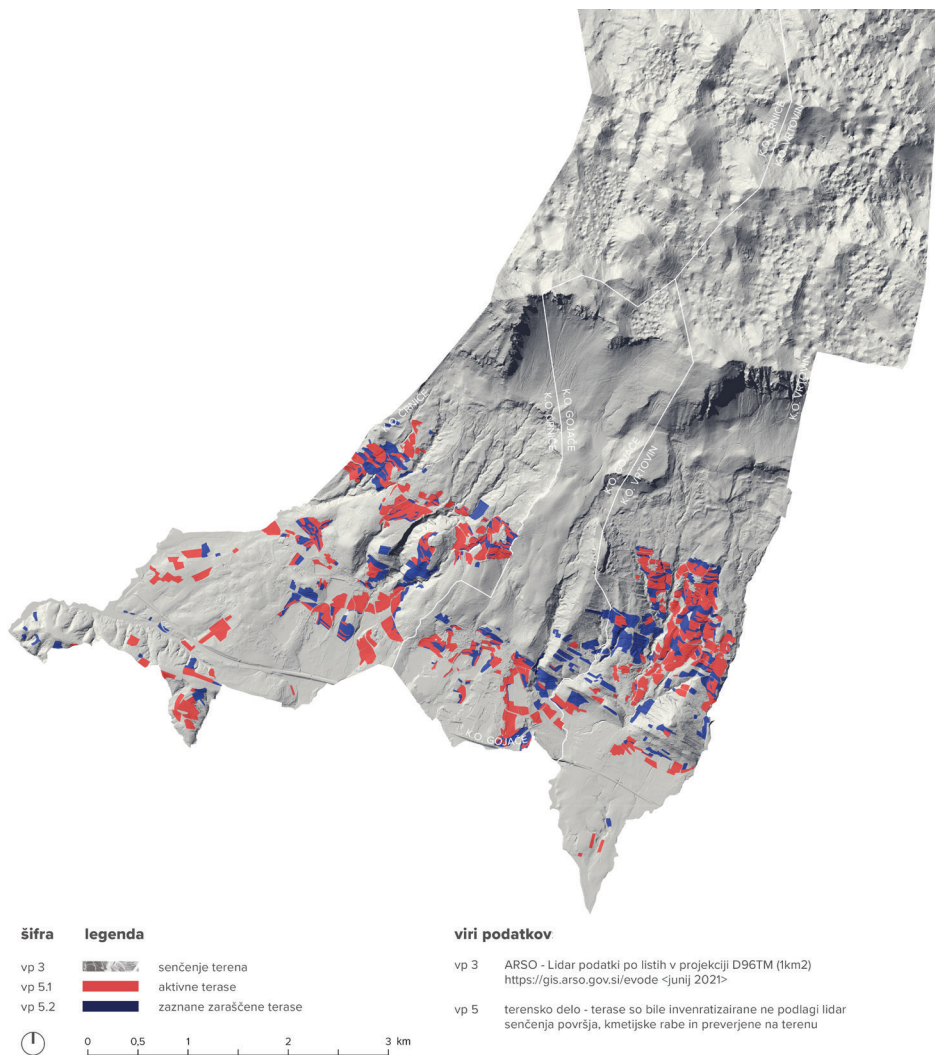 K.O. ČRNIČE
K.O. VRTOVIN
K.O. VRTOVIN
K.O. GOJAČE
K.O. ČRNIČE
K.O. ČRNIČE
K.O. VRTOVIN
K.O. GOJAČE
šifra legenda
vp 3 senčenje terena
vp 5.1 aktivne terase
vp 5.2 zaznane zaraščene terase
0 0,5 1 2 3 km
viri podatkov
vp 3 ARSO - Lidar podatki po listih v projekciji D96TM (1km2)
https://gis.arso.gov.si/evode <junij 2021>
vp 5 terensko delo - terase so bile invenratizairane ne podlagi lidar
senčenja površja, kmetijske rabe in preverjene na terenu